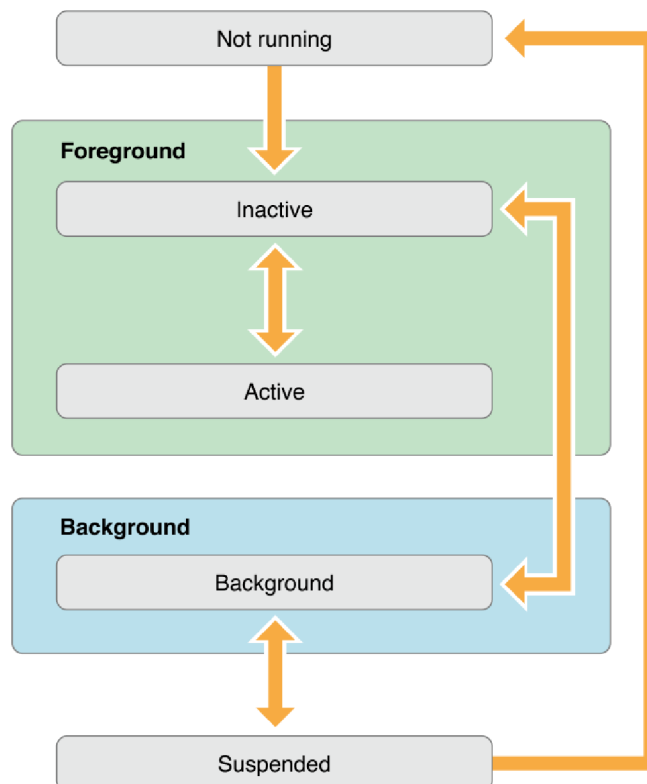 Not running
Foreground
Inactive
Active
Background
Background
Suspended